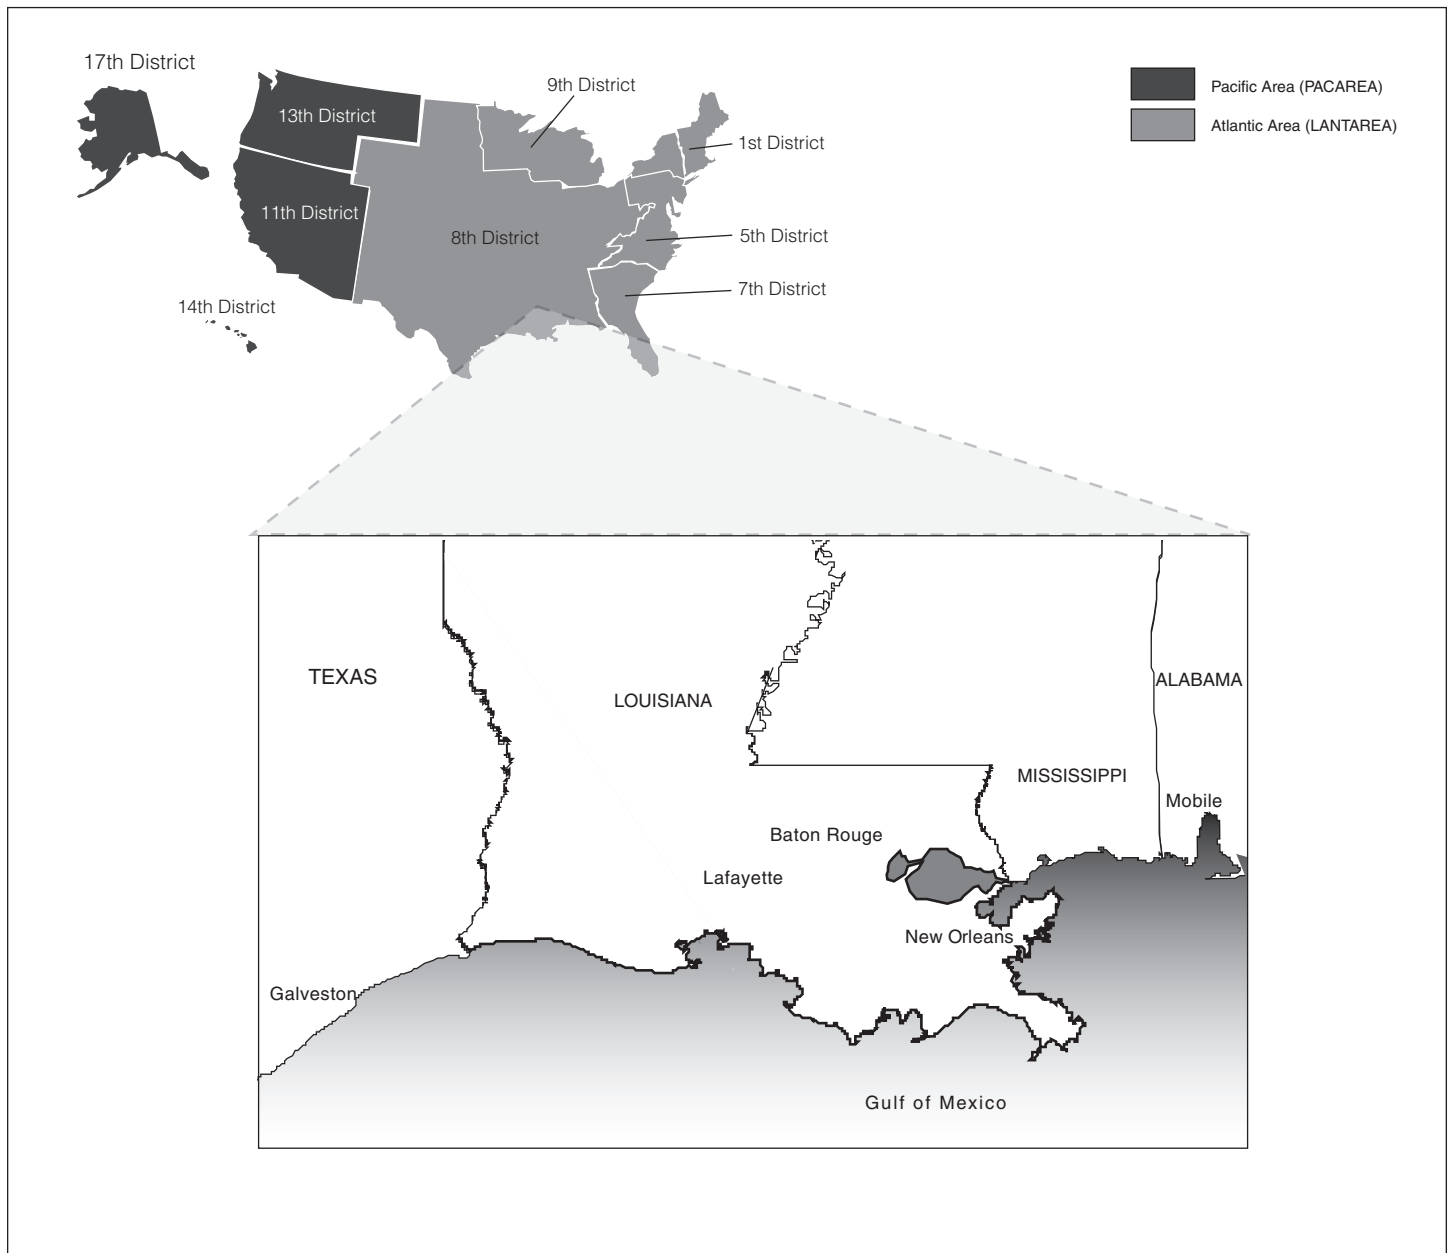 17th District
9th District
Pacific Area (PACAREA)
13th District
Atlantic Area (LANTAREA)
1st District
11th District
8th District
5th District
7th District
14th District
TEXAS
LOUISIANA
ALABAMA
MISSISSIPPI
Mobile
Baton Rouge
Lafayette
New Orleans
Galveston
Gulf of Mexico